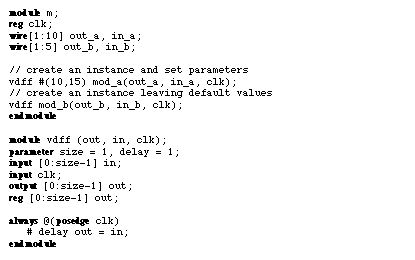 module m;
reg clk;
wire[1:10] out_a, in_a;
wire[1:5] out_b, in_b;
// create an instance and set parameters
vdff #(10,15) mod_a(out_a, in_a, clk);
// create an instance leaving default values
vdff mod_b(out_b, in_b, clk);
endmodule
module vdff (out, in, clk);
parameter size = 1, delay = 1;
input [0:size-1] in;
input clk;
output [0:size-1] out;
reg [0:size-1] out;
always @(posedge clk)
# delay out = in;
endmodule